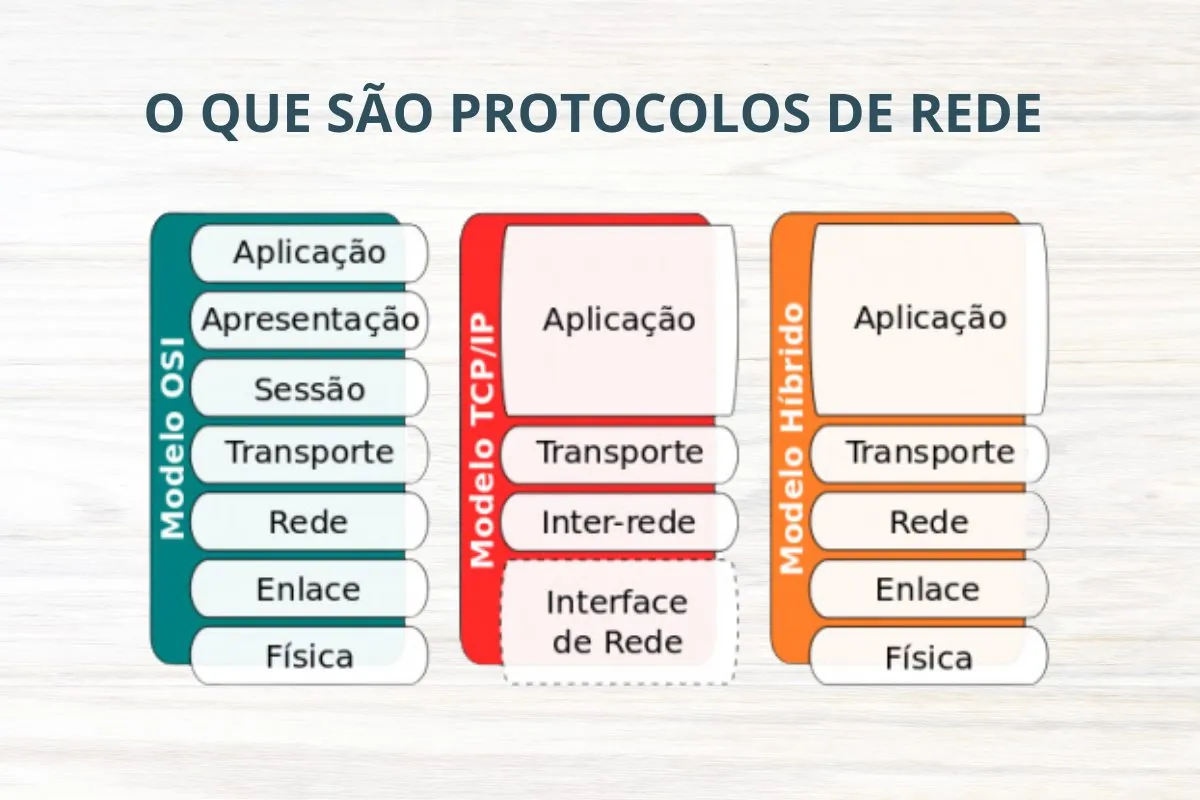 O QUE SÃO PROTOCOLOS DE REDE
Modelo OSI
Aplicação
Apresentação
Sessão
Transporte
Rede
Enlace
Física
Modelo TCP/IP
Aplicação
Transporte
Inter-rede
Interface
de Rede
Modelo Híbrido
Aplicação
Transporte
Rede
Enlace
Física